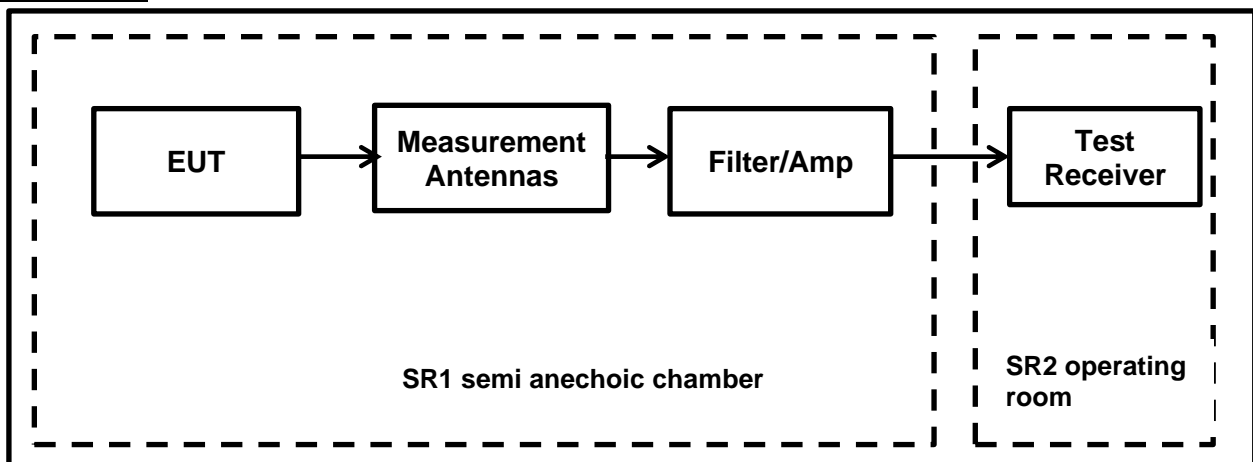 EUT
Measurement
Antennas
Filter/Amp
Test
Receiver
SR1 semi anechoic chamber
SR2 operating
room